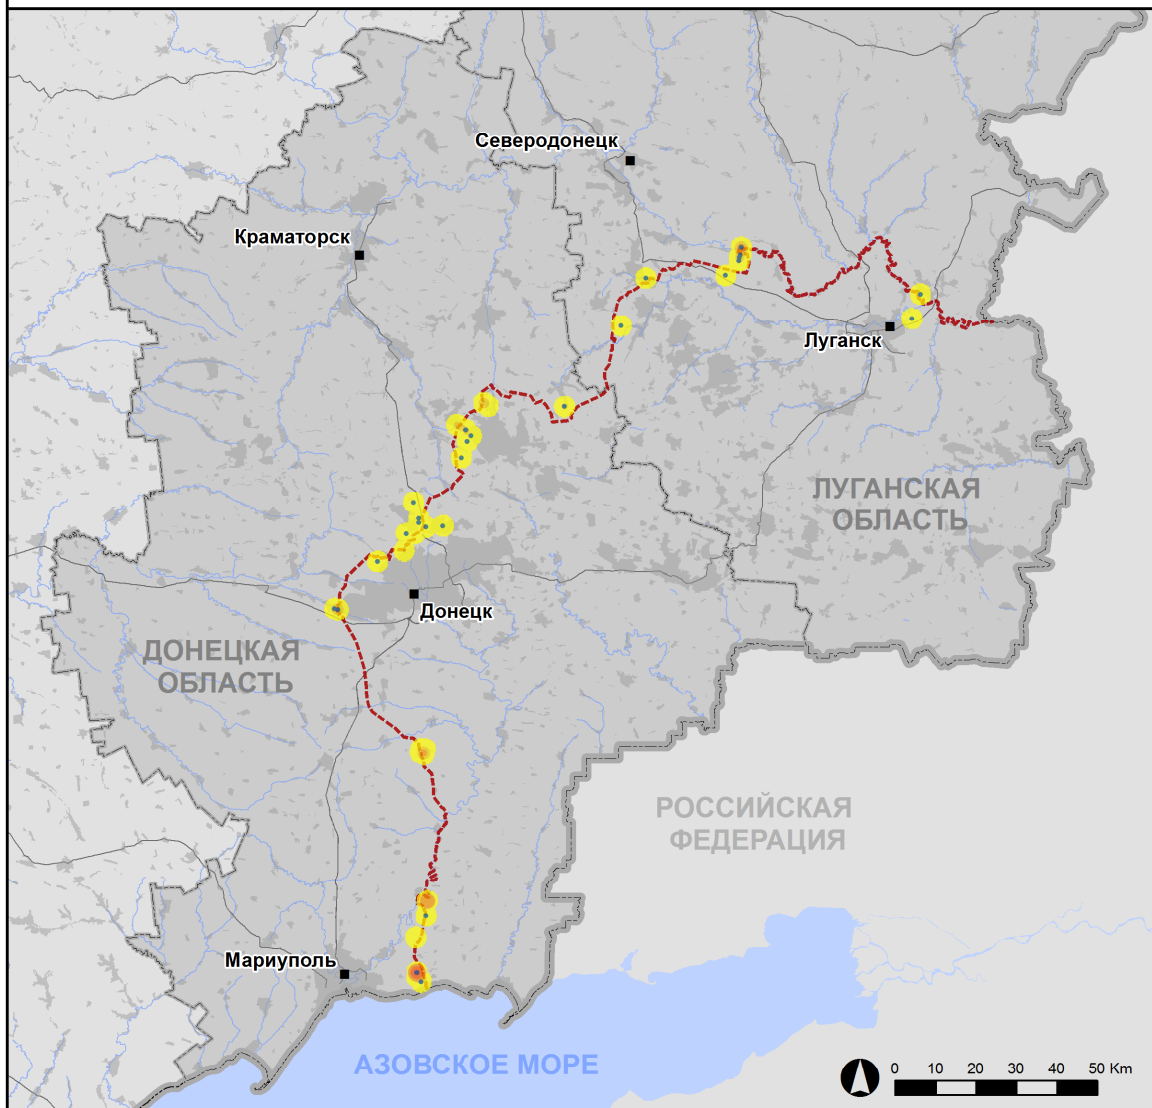 Северодонецк
Краматорск
Луганск
ЛУГАНСКАЯ
ОБЛАСТЬ
Донецк
ДОНЕЦКАЯ
ОБЛАСТЬ
РОССИЙСКАЯ
ФЕДЕРАЦИЯ
Мариуполь
АЗОВСКОЕ МОРЕ
0 10 20 30 40 50 Km